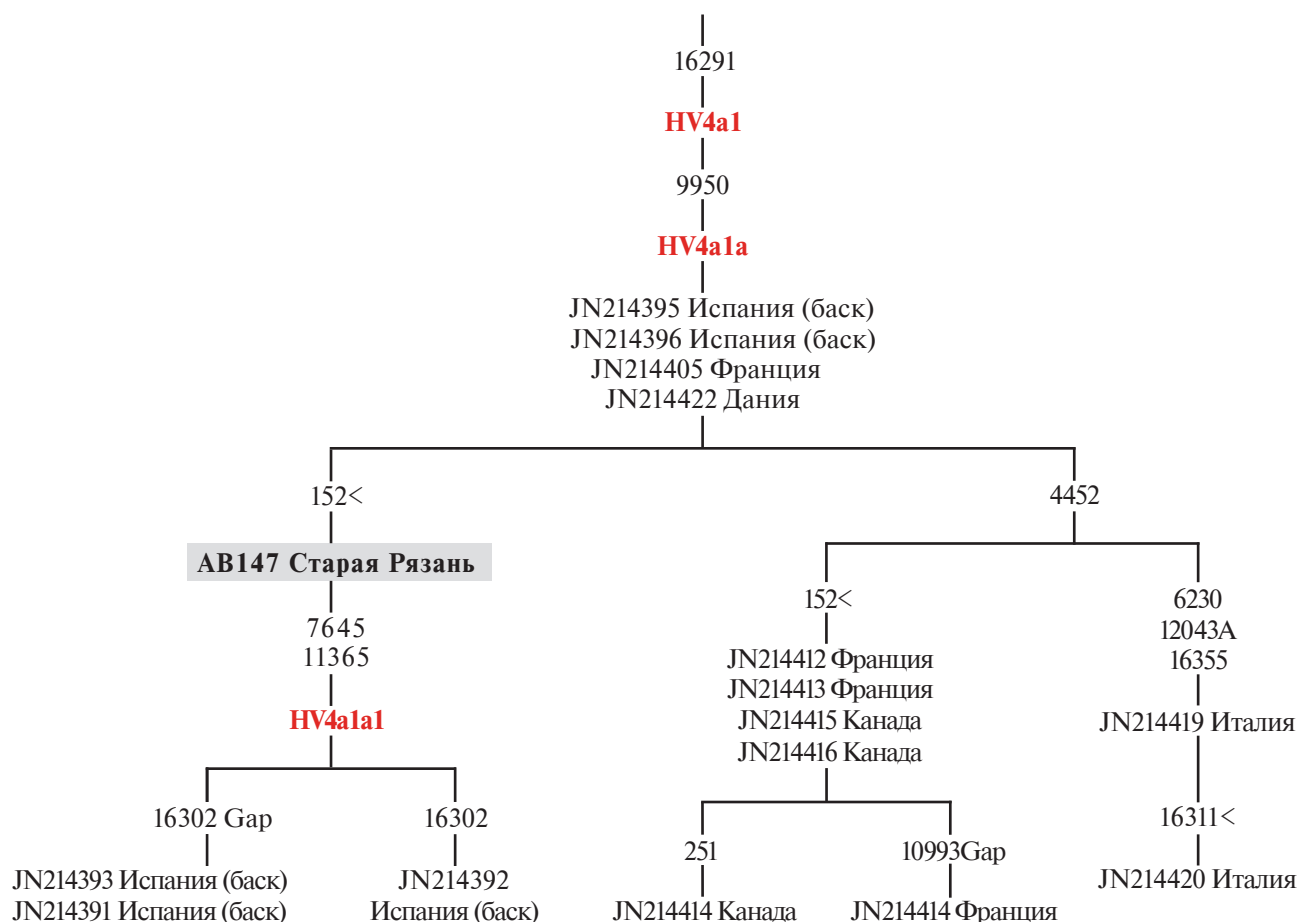 16291
HV4a1
9950
HV4a1a
JN214395 Испания (баск)
JN214396 Испания (баск)
JN214405 Франция
JN214422 Дания
152<
4452
АВ147 Старая Рязань
7645
11365
HV4a1a1
16302 Gap
16302
JN214393 Испания (баск)
JN214391 Испания (баск)
JN214392
Испания (баск)
152<
JN214412 Франция
JN214413 Франция
JN214415 Канада
JN214416 Канада
251
10993Gap
JN214414 Канада
JN214414 Франция
6230
12043A
16355
JN214419 Италия
16311<
JN214420 Италия